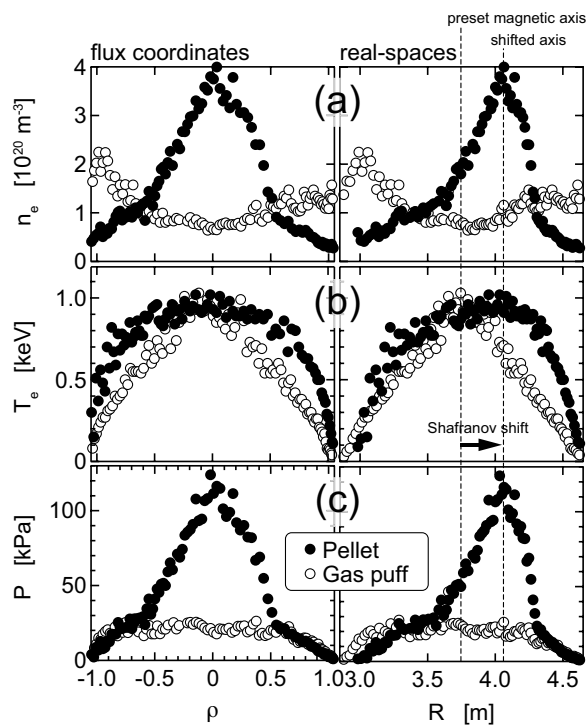 preset magnetic axis
flux coordinates real-spaces shifted axis
(a)
4
3
2
1
0
n_e [10^20 m^-3]
(b)
1.0
0.5
0
T_e [keV]
Shafranov shift
(c)
100
50
0
P [kPa]
Pellet
Gas puff
-1.0 -0.5 0 0.5 1.0 3.0 3.5 4.0 4.5
ρ R [m]